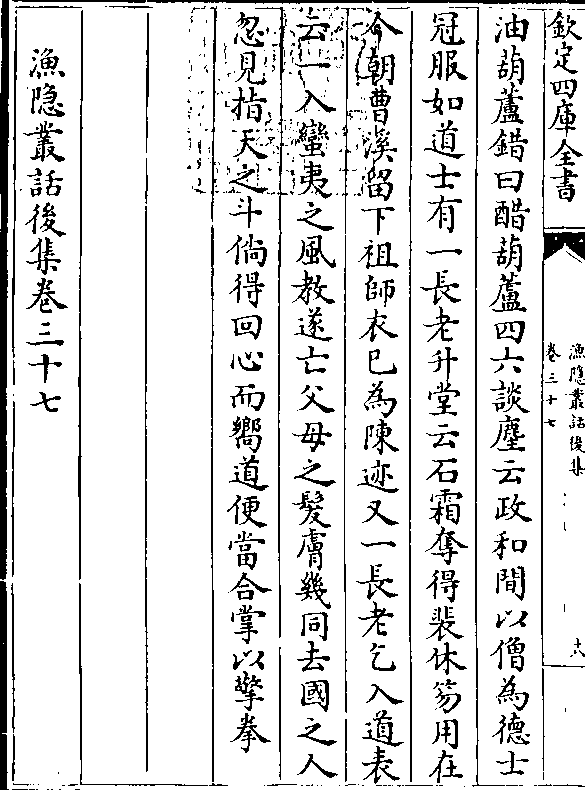 欽定四庫全書
漁隱叢話後集
卷三十七
油葫蘆錯曰醋葫蘆四六談麈云政和間以僧為德士
冠服如道士有一長老升堂云石霜奪得裴休笏用在
今朝曹溪留下祖師衣已為陳迹又一長老乞入道表
云一入蠻夷之風教遂亡父母之髮膚幾同去國之人
忽見指天之斗倘得回心而嚮道便當合掌以擎拳
漁隱叢話後集卷三十七